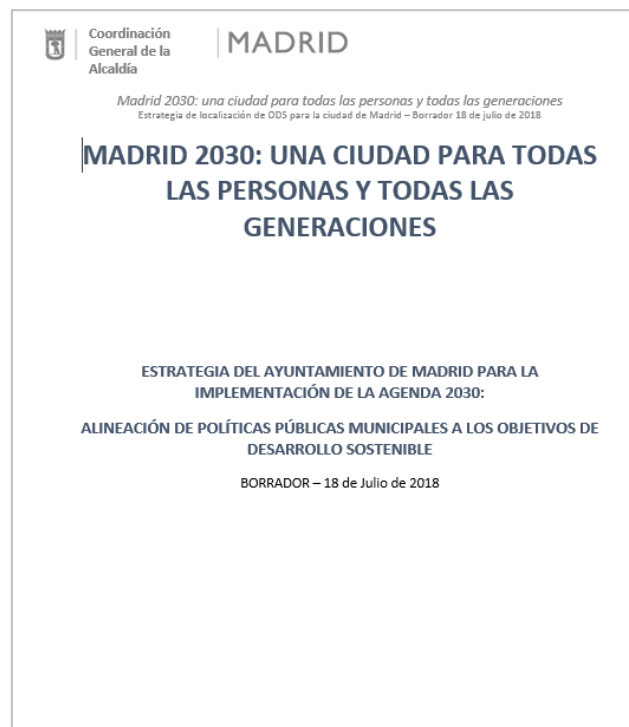 Coordinación
General de la
Alcaldía
MADRID
Madrid 2030: una ciudad para todas las personas y todas las generaciones
Estrategia de localización de ODS para la ciudad de Madrid – Borrador 18 de julio de 2018
MADRID 2030: UNA CIUDAD PARA TODAS
LAS PERSONAS Y TODAS LAS
GENERACIONES
ESTRATEGIA DEL AYUNTAMIENTO DE MADRID PARA LA
IMPLEMENTACIÓN DE LA AGENDA 2030:
ALINEACIÓN DE POLÍTICAS PÚBLICAS MUNICIPALES A LOS OBJETIVOS DE
DESARROLLO SOSTENIBLE
BORRADOR – 18 de Julio de 2018